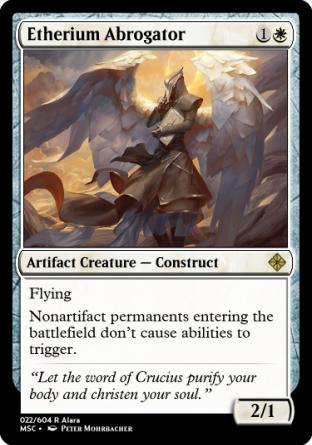 Etherium Abrogator 1
Artifact Creature — Construct
Flying
Nonartifact permanents entering the
battlefield don't cause abilities to
trigger.
"Let the word of Crucius purify your
body and christen your soul."
2/1
022/604 R Alara
MSC • Peter Mohrbacher